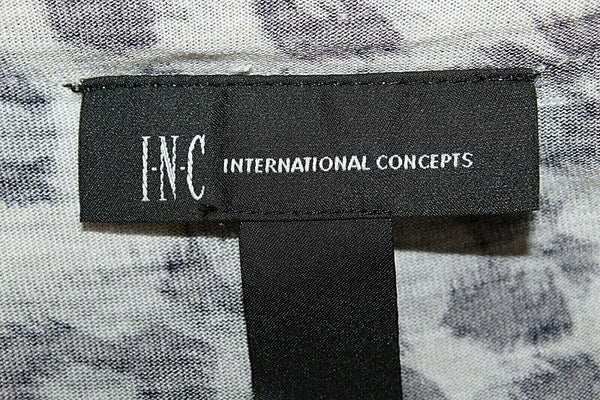 I·N·C INTERNATIONAL CONCEPTS